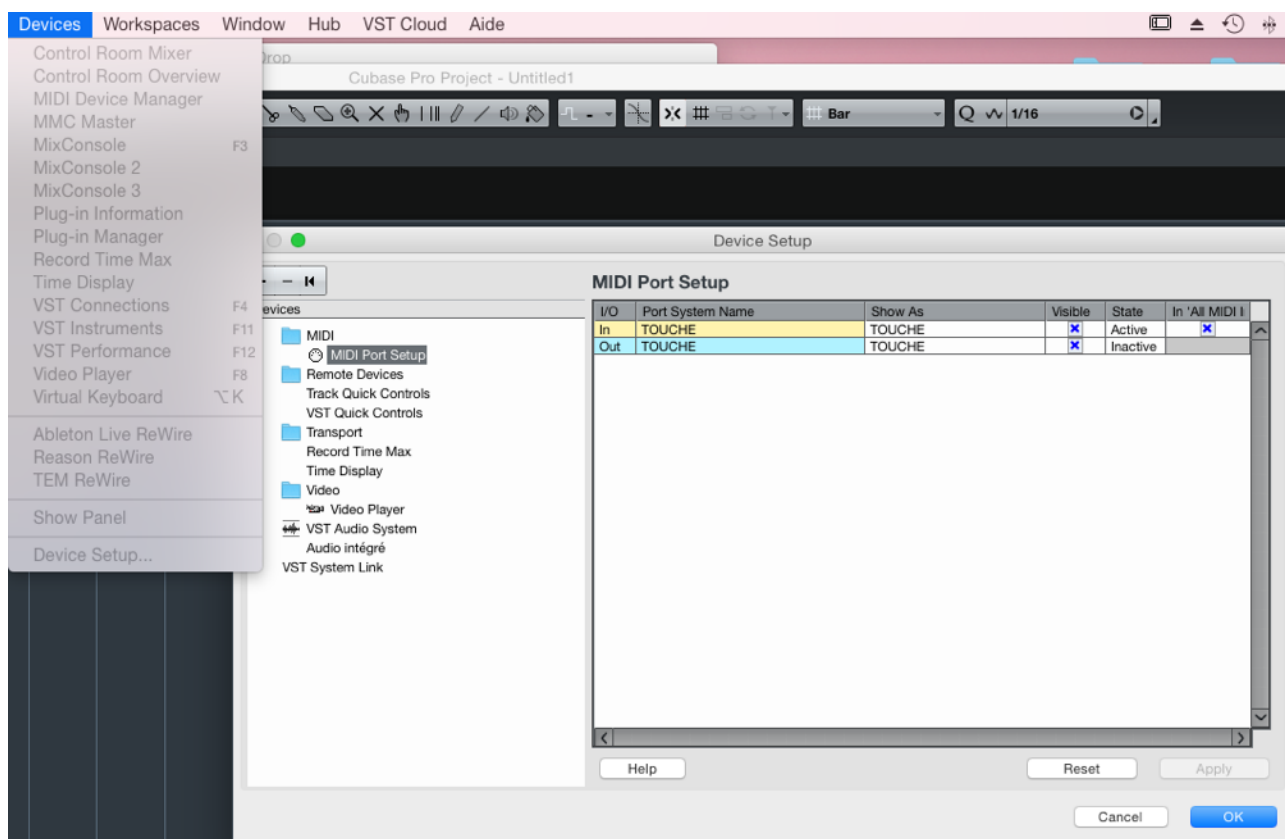 Devices Workspaces Window Hub VST Cloud Aide
Control Room Mixer
Control Room Overview
MIDI Device Manager
MMC Master
MixConsole F3
MixConsole 2
MixConsole 3
Plug-in Information
Plug-in Manager
Record Time Max
Time Display
VST Connections F4
VST Instruments F11
VST Performance F12
Video Player F8
Virtual Keyboard ⌥K
Ableton Live ReWire
Reason ReWire
TEM ReWire
Show Panel
Device Setup...
Drop
Cubase Pro Project - Untitled1
Bar Q 1/16
Device Setup
evices
MIDI
MIDI Port Setup
Remote Devices
Track Quick Controls
VST Quick Controls
Transport
Record Time Max
Time Display
Video
Video Player
VST Audio System
Audio intégré
VST System Link
MIDI Port Setup
I/O Port System Name Show As Visible State In 'All MIDI I
In TOUCHE TOUCHE Active
Out TOUCHE TOUCHE Inactive
Help Reset Apply
Cancel OK